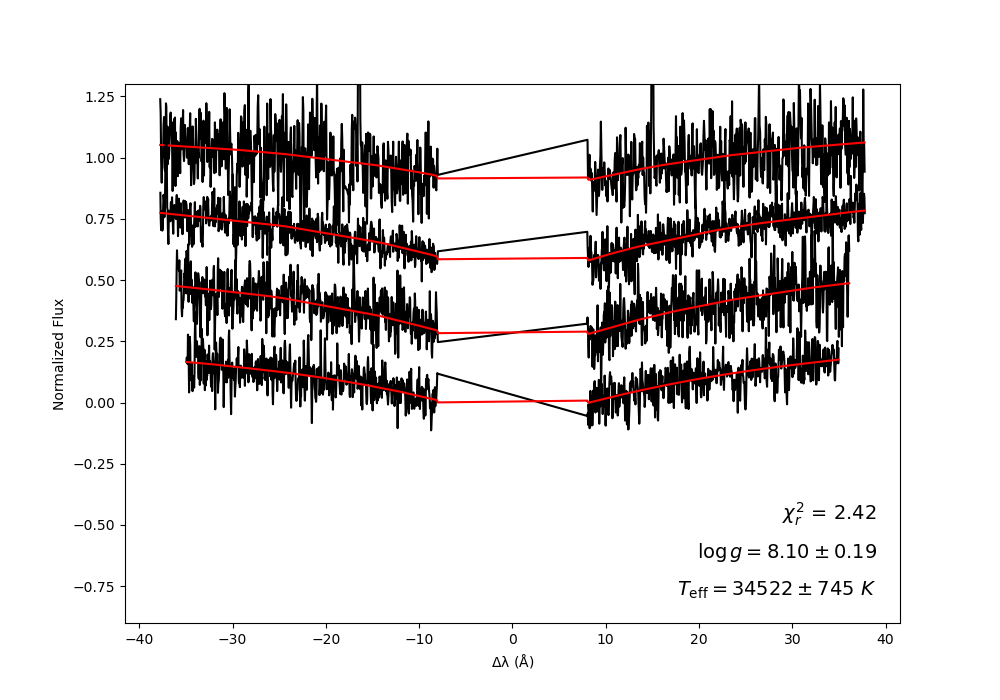 1.25
1.00
0.75
0.50
0.25
0.00
−0.25
−0.50
−0.75
Normalized Flux
χ²ᵣ = 2.42
log g = 8.10 ± 0.19
T_eff = 34522 ± 745 K
−40 −30 −20 −10 0 10 20 30 40
Δλ (Å)